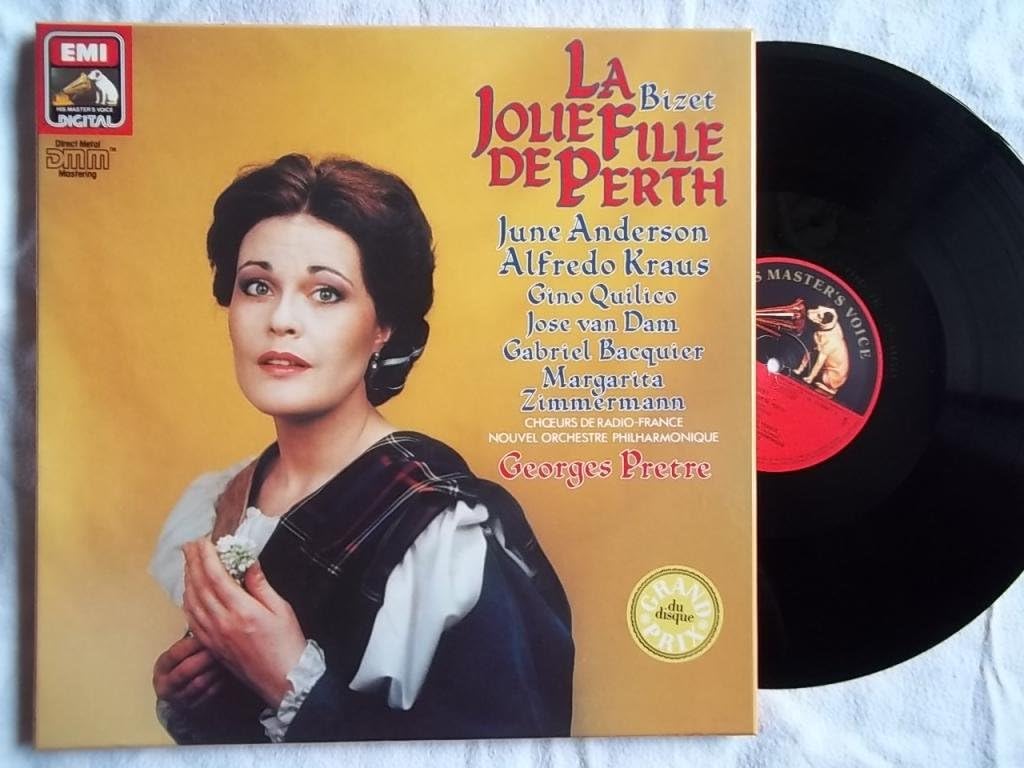 EMI
HIS MASTER'S VOICE
DIGITAL
Direct Metal
DMM™
Mastering
LA
Bizet
JOLIE FILLE
DE PERTH
June Anderson
Alfredo Kraus
Gino Quilico
Jose van Dam
Gabriel Bacquier
Margarita
Zimmermann
CHŒURS DE RADIO-FRANCE
NOUVEL ORCHESTRE PHILHARMONIQUE
Georges Pretre
GRAND
du
disque
PRIX
S MASTER'S VOICE